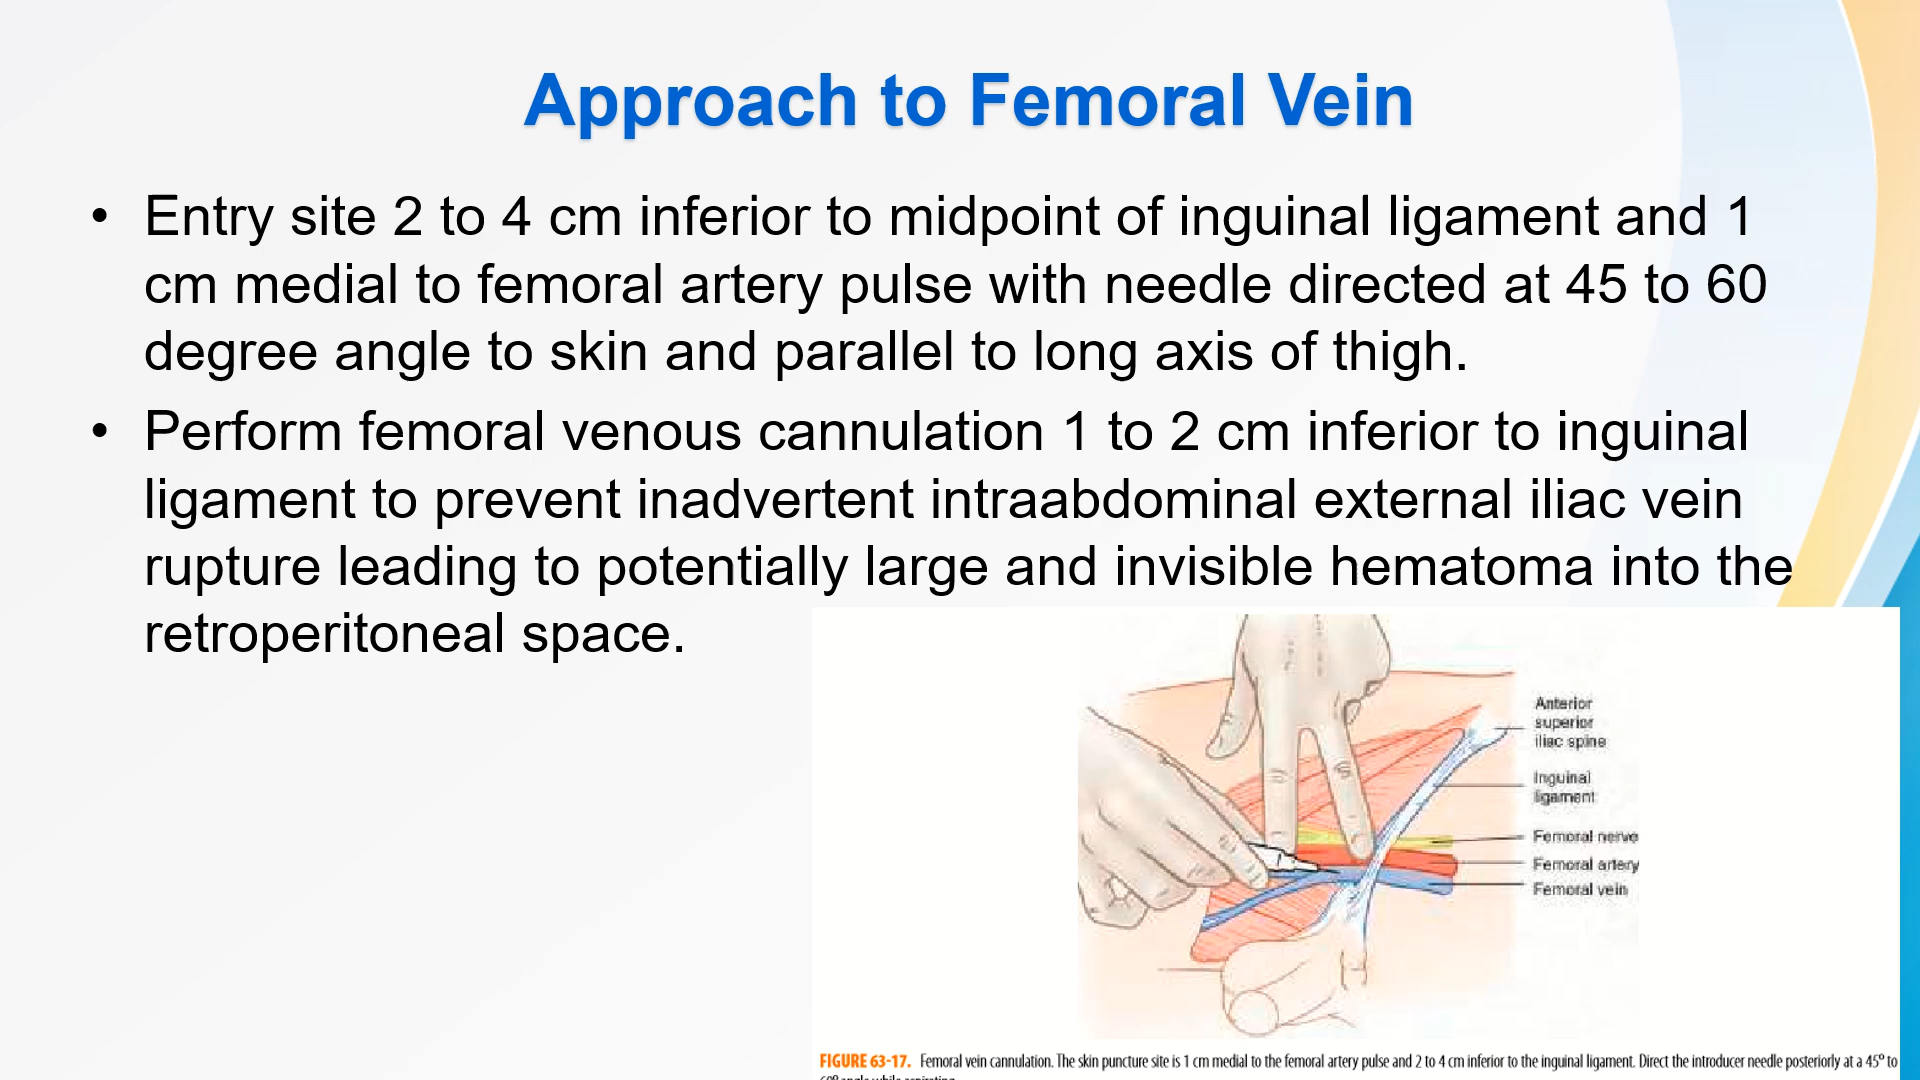 Approach to Femoral Vein
• Entry site 2 to 4 cm inferior to midpoint of inguinal ligament and 1
cm medial to femoral artery pulse with needle directed at 45 to 60
degree angle to skin and parallel to long axis of thigh.
• Perform femoral venous cannulation 1 to 2 cm inferior to inguinal
ligament to prevent inadvertent intraabdominal external iliac vein
rupture leading to potentially large and invisible hematoma into the
retroperitoneal space.
Anterior
superior
iliac spine
Inguinal
ligament
Femoral nerve
Femoral artery
Femoral vein
FIGURE 63-17. Femoral vein cannulation. The skin puncture site is 1 cm medial to the femoral artery pulse and 2 to 4 cm inferior to the inguinal ligament. Direct the introducer needle posteriorly at a 45º to